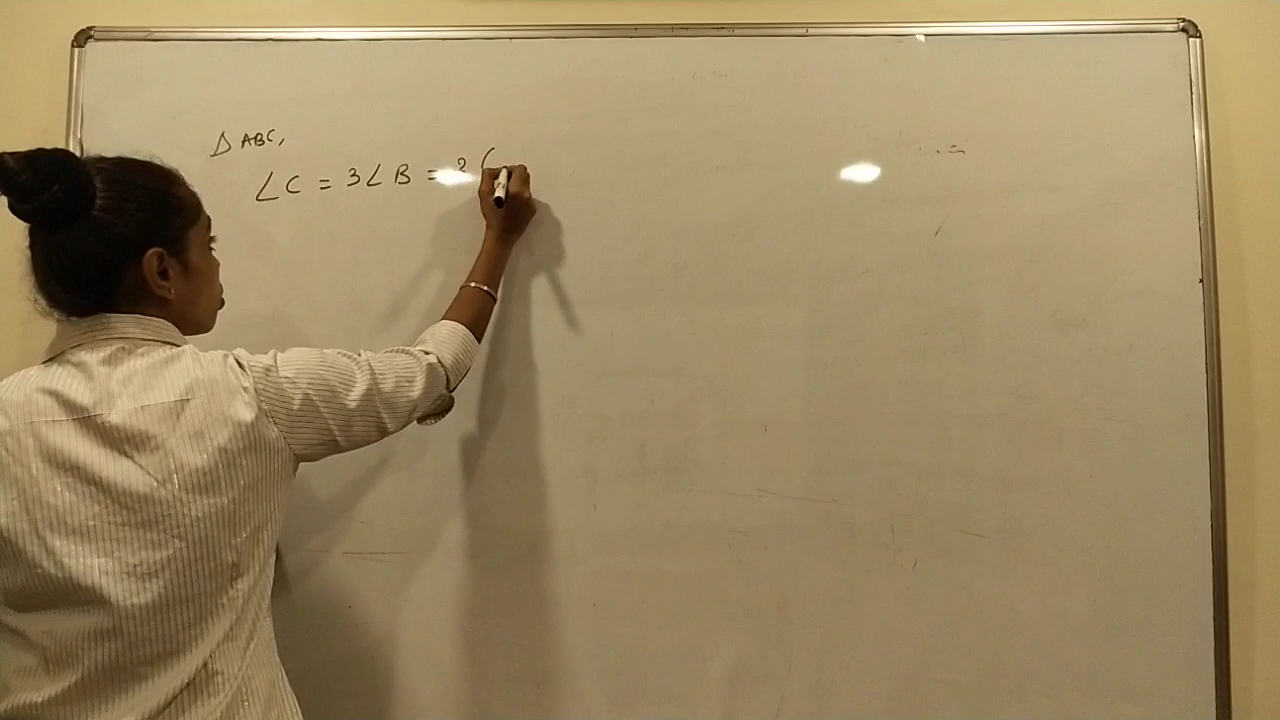 Δ ABC,
∠C = 3∠B = 2(